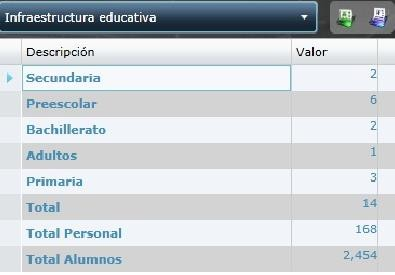 Infraestructura educativa
Descripción Valor
Secundaria 2
Preescolar 6
Bachillerato 2
Adultos 1
Primaria 3
Total 14
Total Personal 168
Total Alumnos 2,454